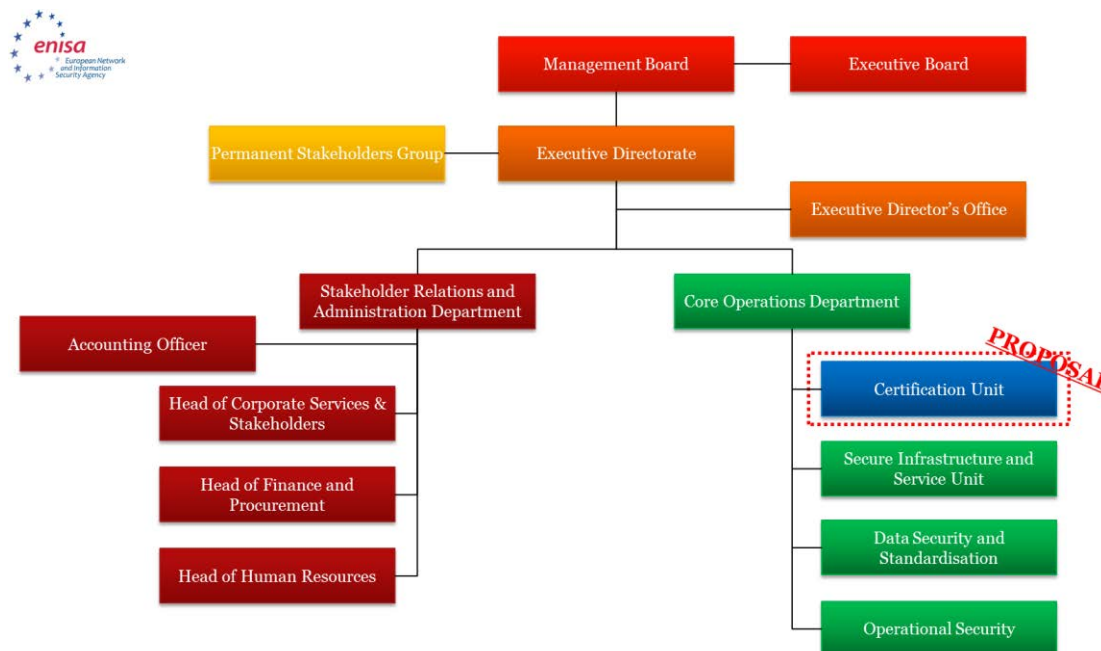 enisa
European Network
and Information
Security Agency
Management Board
Executive Board
Permanent Stakeholders Group
Executive Directorate
Executive Director’s Office
Stakeholder Relations and
Administration Department
Core Operations Department
Accounting Officer
PROPOSAL
Certification Unit
Head of Corporate Services &
Stakeholders
Secure Infrastructure and
Service Unit
Head of Finance and
Procurement
Data Security and
Standardisation
Head of Human Resources
Operational Security